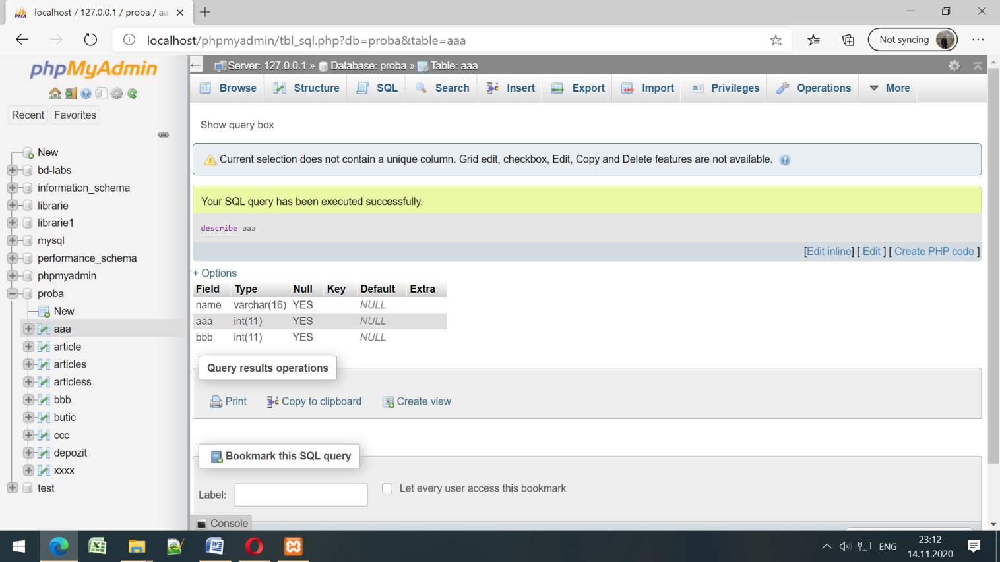 localhost / 127.0.0.1 / proba / aa
localhost/phpmyadmin/tbl_sql.php?db=proba&table=aaa
Not syncing
phpMyAdmin
Recent
Favorites
New
bd-labs
information_schema
librarie
librarie1
mysql
performance_schema
phpmyadmin
proba
New
aaa
article
articles
articless
bbb
butic
ccc
depozit
xxxx
test
Server: 127.0.0.1 » Database: proba » Table: aaa
Browse Structure SQL Search Insert Export Import Privileges Operations More
Show query box
Current selection does not contain a unique column. Grid edit, checkbox, Edit, Copy and Delete features are not available.
Your SQL query has been executed successfully.
describe aaa
[Edit inline] [ Edit ] [ Create PHP code ]
+ Options
Field Type Null Key Default Extra
name varchar(16) YES NULL
aaa int(11) YES NULL
bbb int(11) YES NULL
Query results operations
Print Copy to clipboard Create view
Bookmark this SQL query
Label: Let every user access this bookmark
Console
ENG
23:12
14.11.2020